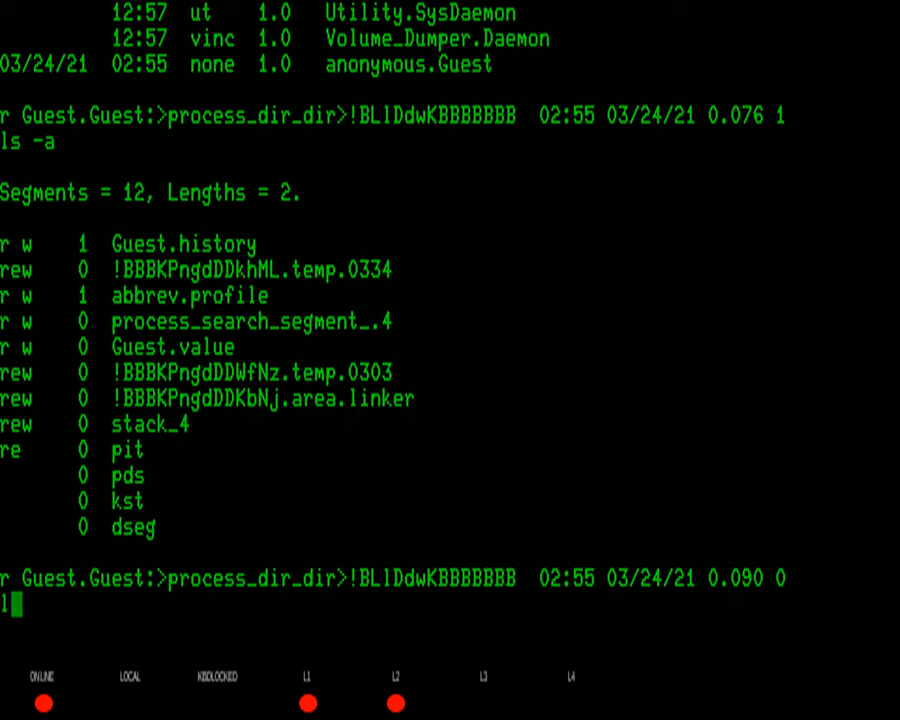 12:57 ut 1.0 Utility.SysDaemon
12:57 vinc 1.0 Volume_Dumper.Daemon
03/24/21 02:55 none 1.0 anonymous.Guest
r Guest.Guest:>process_dir_dir>!BLlDdwKBBBBBBB 02:55 03/24/21 0.076 1
ls -a
Segments = 12, Lengths = 2.
r w 1 Guest.history
rew 0 !BBBKPngdDDkhML.temp.0334
r w 1 abbrev.profile
r w 0 process_search_segment_.4
r w 0 Guest.value
rew 0 !BBBKPngdDDWfNz.temp.0303
rew 0 !BBBKPngdDDKbNj.area.linker
rew 0 stack_4
re 0 pit
0 pds
0 kst
0 dseg
r Guest.Guest:>process_dir_dir>!BLlDdwKBBBBBBB 02:55 03/24/21 0.090 0
l
ONLINE LOCAL KBDLOCKED L1 L2 L3 L4